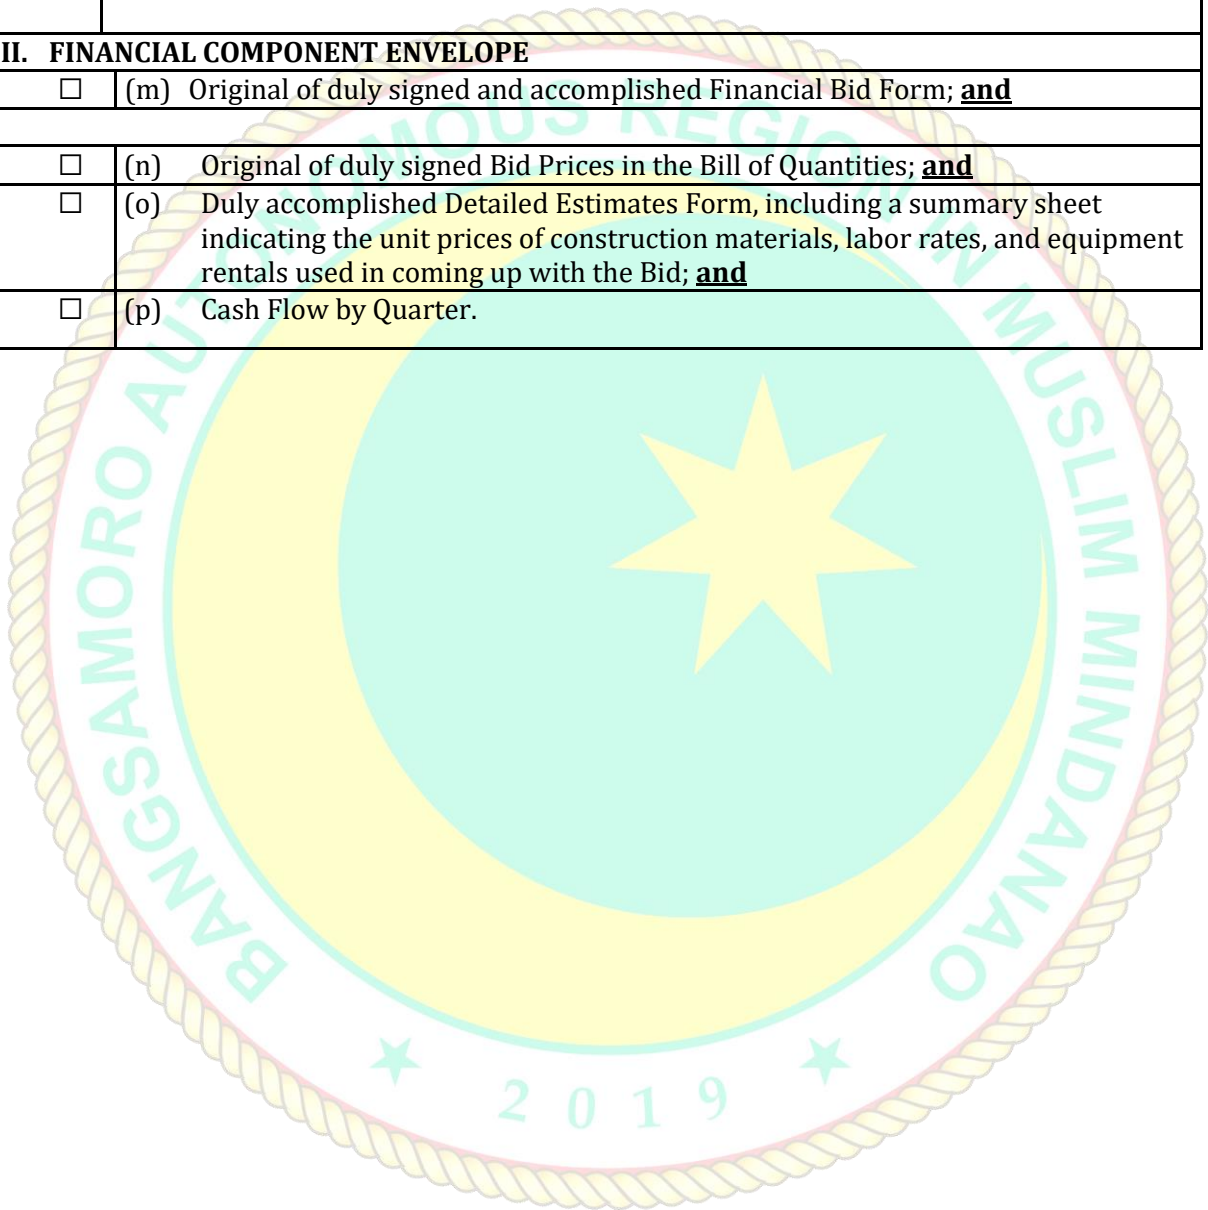 II. FINANCIAL COMPONENT ENVELOPE
☐ (m) Original of duly signed and accomplished Financial Bid Form; and
☐ (n) Original of duly signed Bid Prices in the Bill of Quantities; and
☐ (o) Duly accomplished Detailed Estimates Form, including a summary sheet
indicating the unit prices of construction materials, labor rates, and equipment
rentals used in coming up with the Bid; and
☐ (p) Cash Flow by Quarter.
BANGSAMORO AUTONOMOUS REGION IN MUSLIM MINDANAO
2019